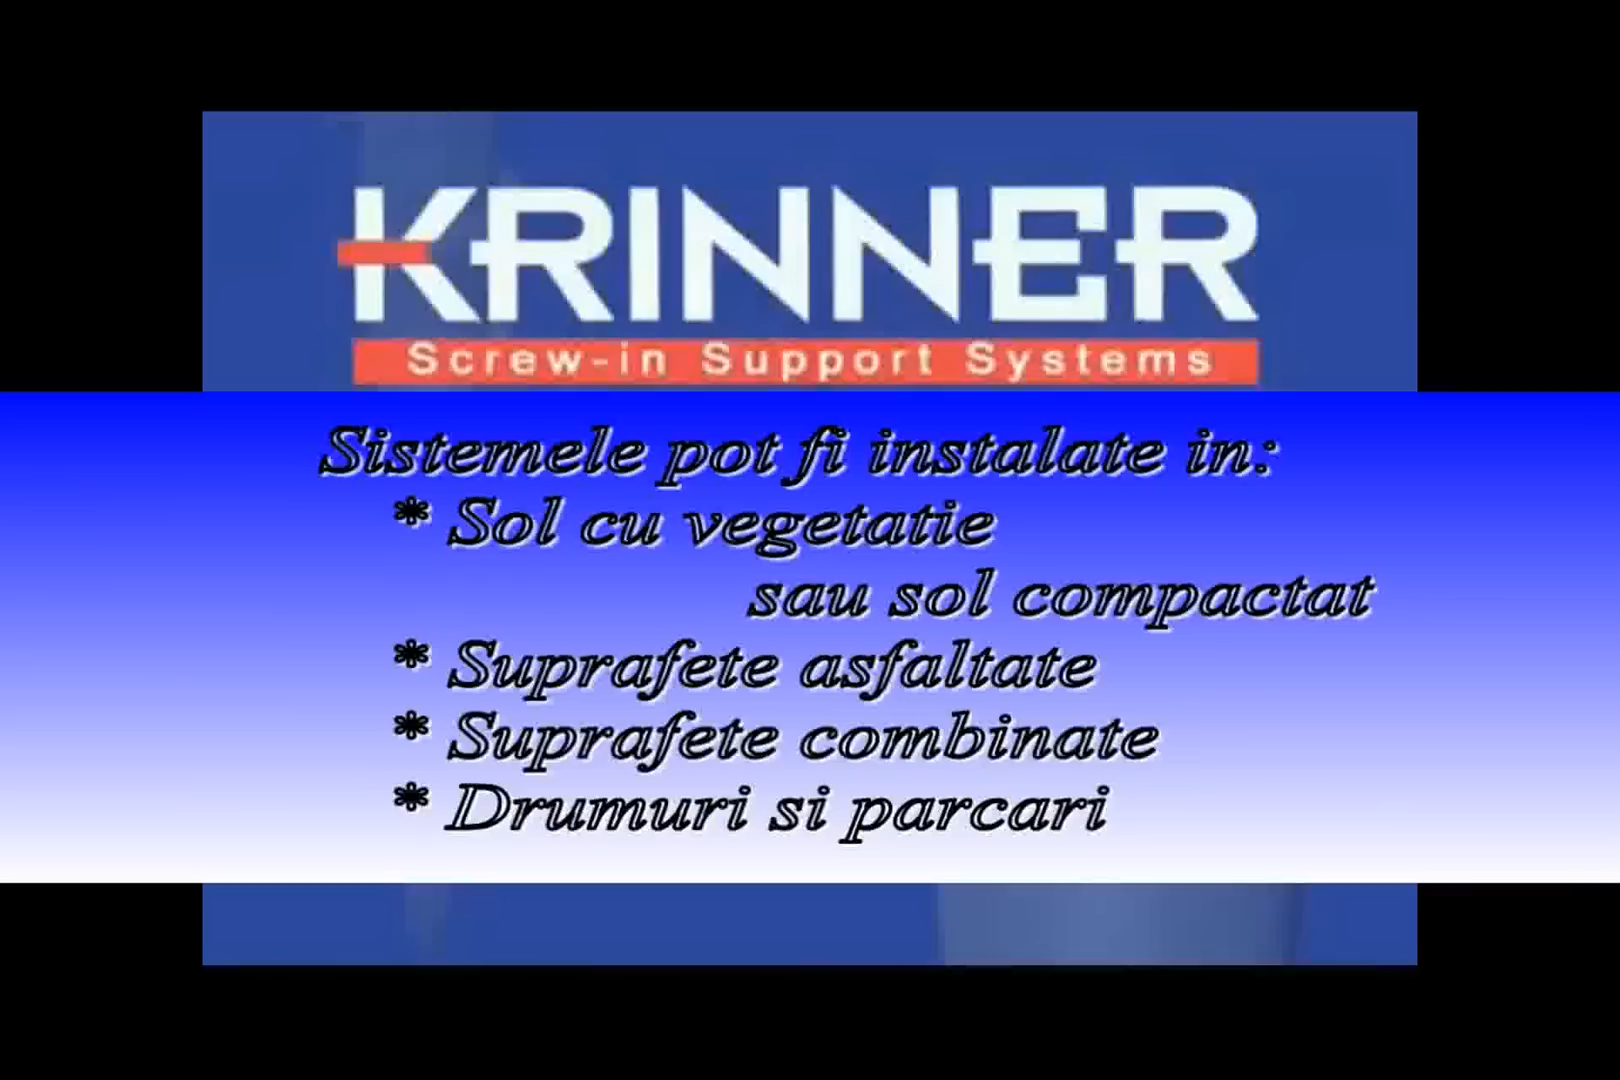 KRINNER
Screw-in Support Systems
Sistemele pot fi instalate in:
* Sol cu vegetatie
sau sol compactat
* Suprafete asfaltate
* Suprafete combinate
* Drumuri si parcari